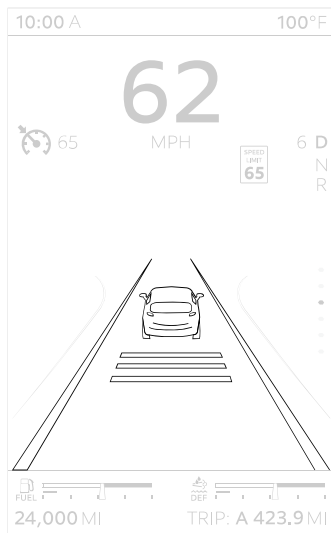 10:00 A 100°F
62
65 MPH 6 D
SPEED
LIMIT
65
N
R
FUEL DEF
24,000 MI TRIP: A 423.9 MI